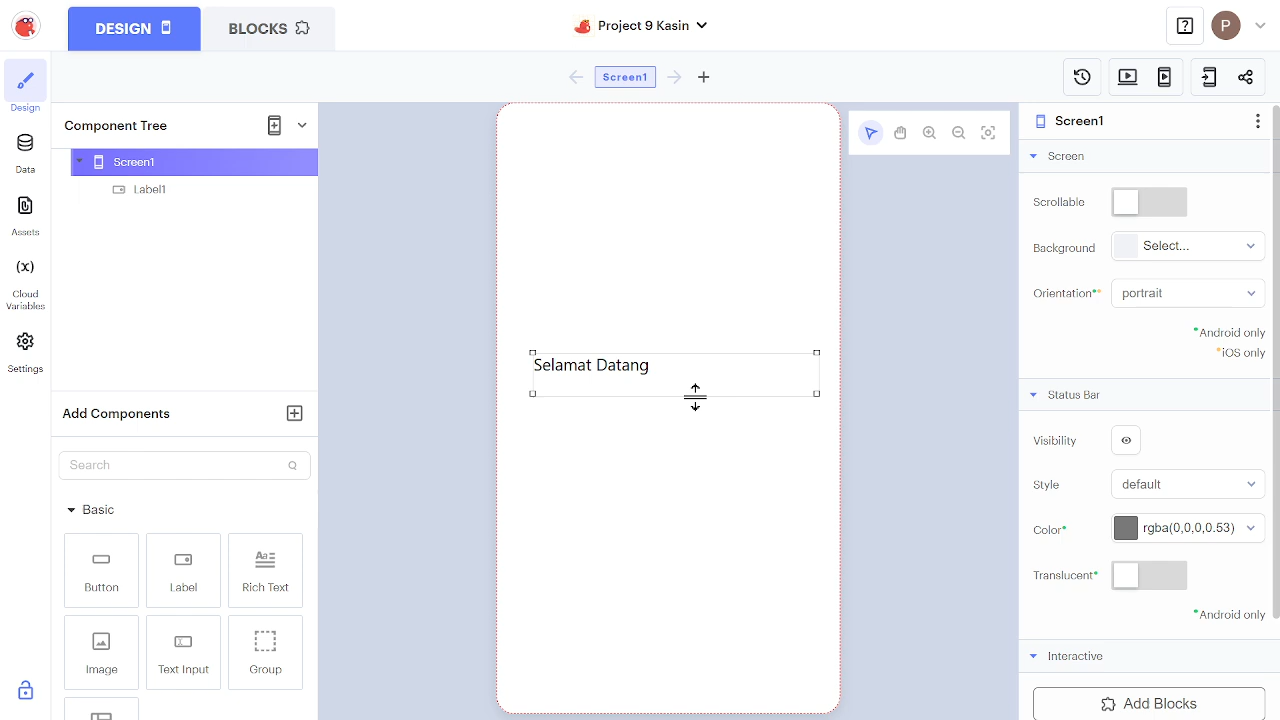 DESIGN
BLOCKS
Project 9 Kasin
P
Screen1
Design
Data
Assets
(x)
Cloud
Variables
Settings
Component Tree
Screen1
Label1
Add Components
Search
Basic
Button
Label
Aa
Rich Text
Image
Text Input
Group
Selamat Datang
Screen1
Screen
Scrollable
Background
Select...
Orientation**
portrait
*Android only
*iOS only
Status Bar
Visibility
Style
default
Color*
rgba(0,0,0,0.53)
Translucent*
*Android only
Interactive
Add Blocks